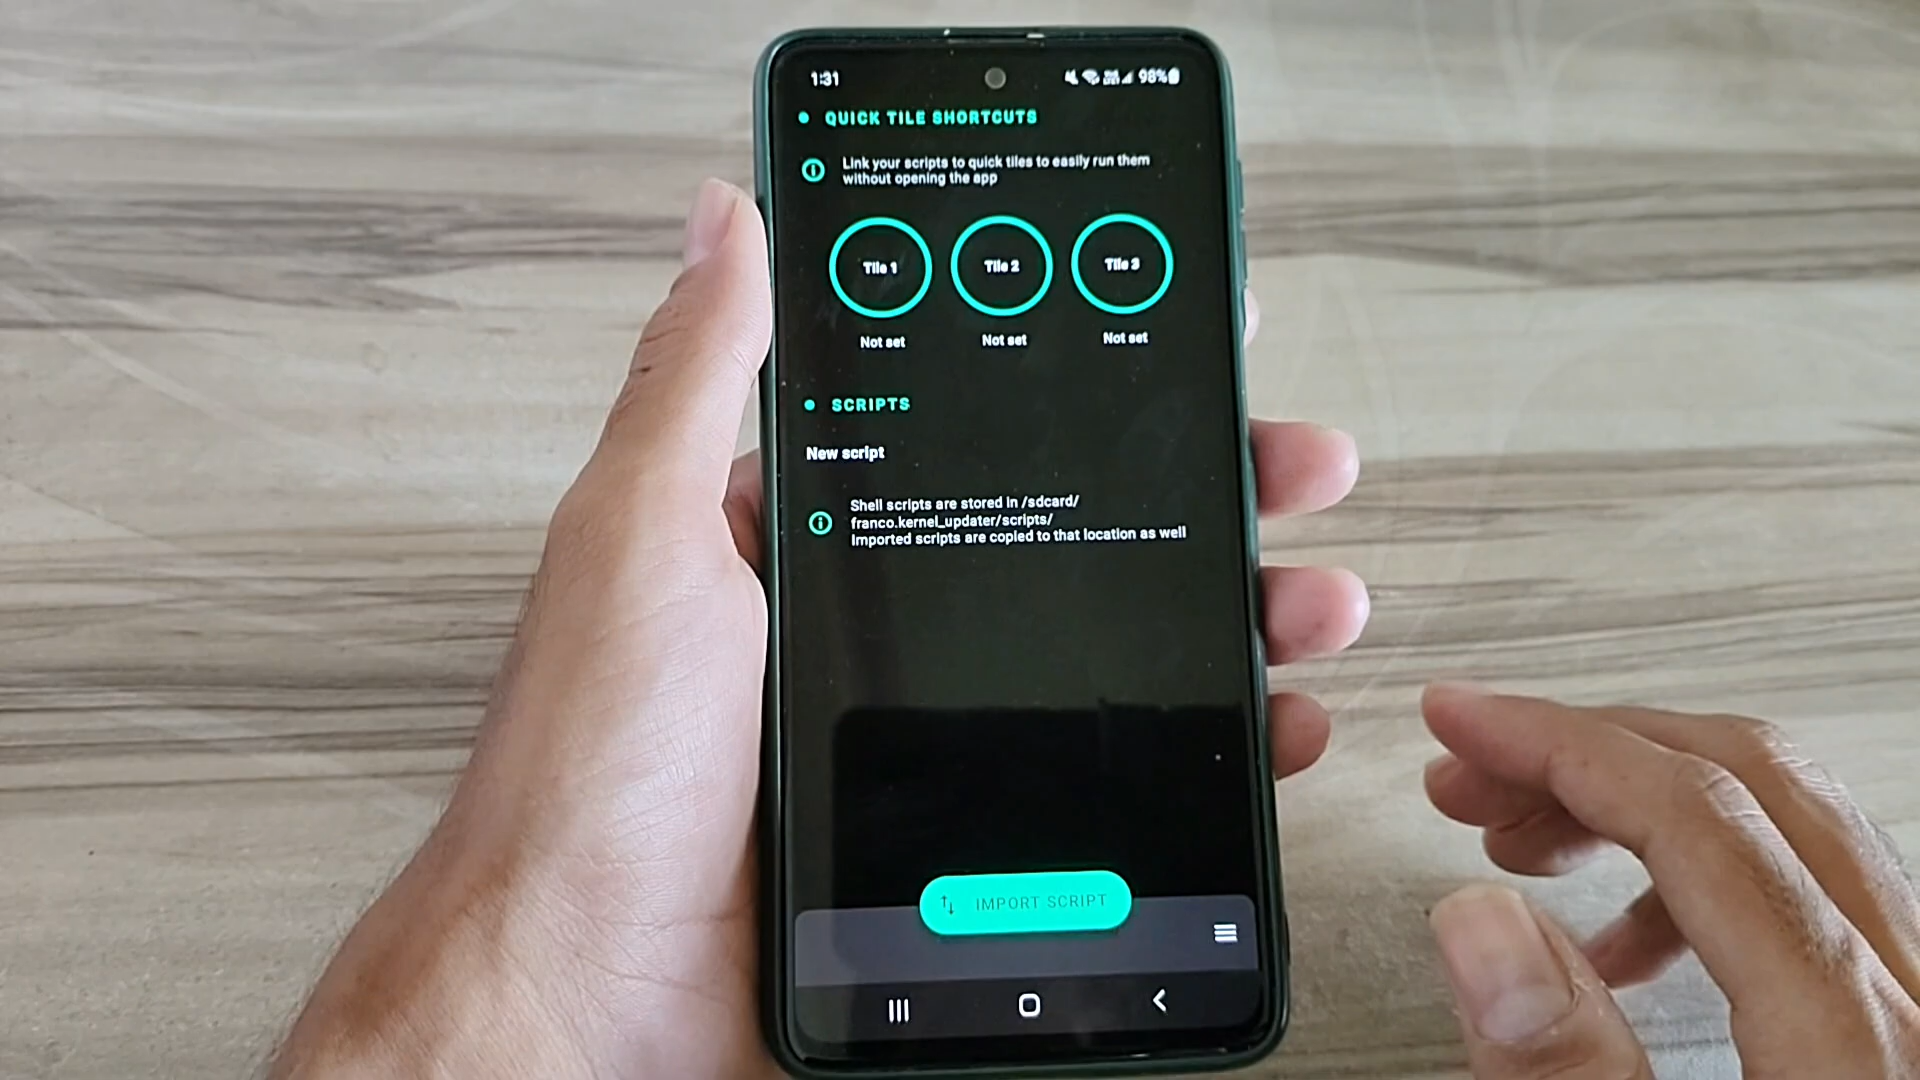 1:31
98%
QUICK TILE SHORTCUTS
Link your scripts to quick tiles to easily run them
without opening the app
Tile 1
Tile 2
Tile 3
Not set
Not set
Not set
SCRIPTS
New script
Shell scripts are stored in /sdcard/
franco.kernel_updater/scripts/
Imported scripts are copied to that location as well
IMPORT SCRIPT